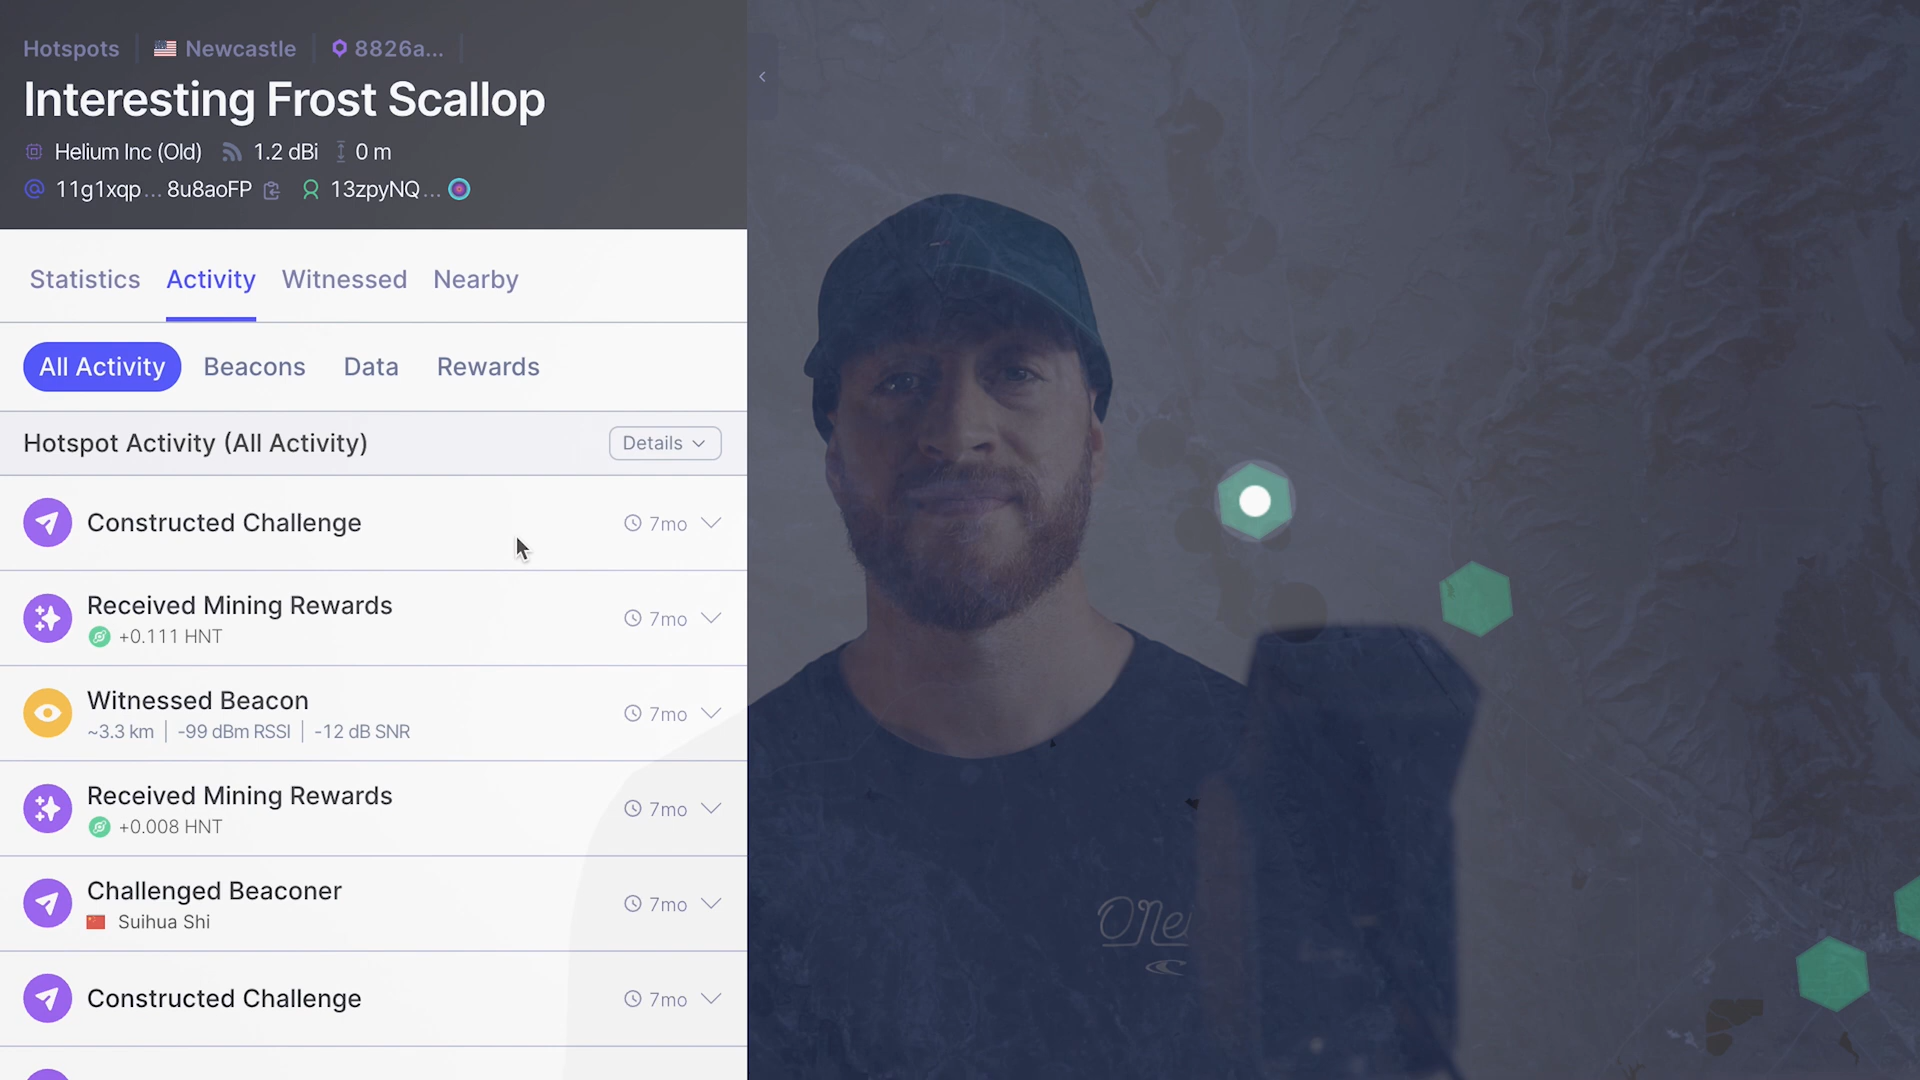 Hotspots Newcastle 8826a...
Interesting Frost Scallop
Helium Inc (Old) 1.2 dBi 0 m
11g1xqp...8u8aoFP 13zpyNQ...
Statistics Activity Witnessed Nearby
All Activity Beacons Data Rewards
Hotspot Activity (All Activity) Details
Constructed Challenge 7mo
Received Mining Rewards 7mo
+0.111 HNT
Witnessed Beacon 7mo
~3.3 km | -99 dBm RSSI | -12 dB SNR
Received Mining Rewards 7mo
+0.008 HNT
Challenged Beaconer 7mo
Suihua Shi
Constructed Challenge 7mo